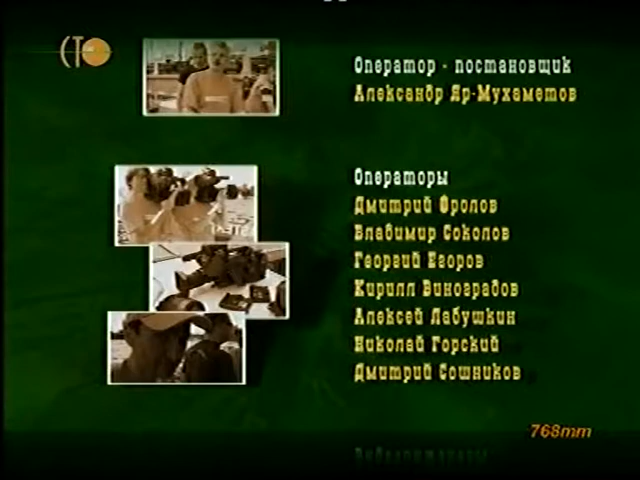 СТО
Оператор - постановщик
Александр Яр-Мухаметов
Операторы
Дмитрий Фролов
Владимир Соколов
Георгий Егоров
Кирилл Виноградов
Алексей Лабушкин
Николай Горский
Дмитрий Сошников
768mm